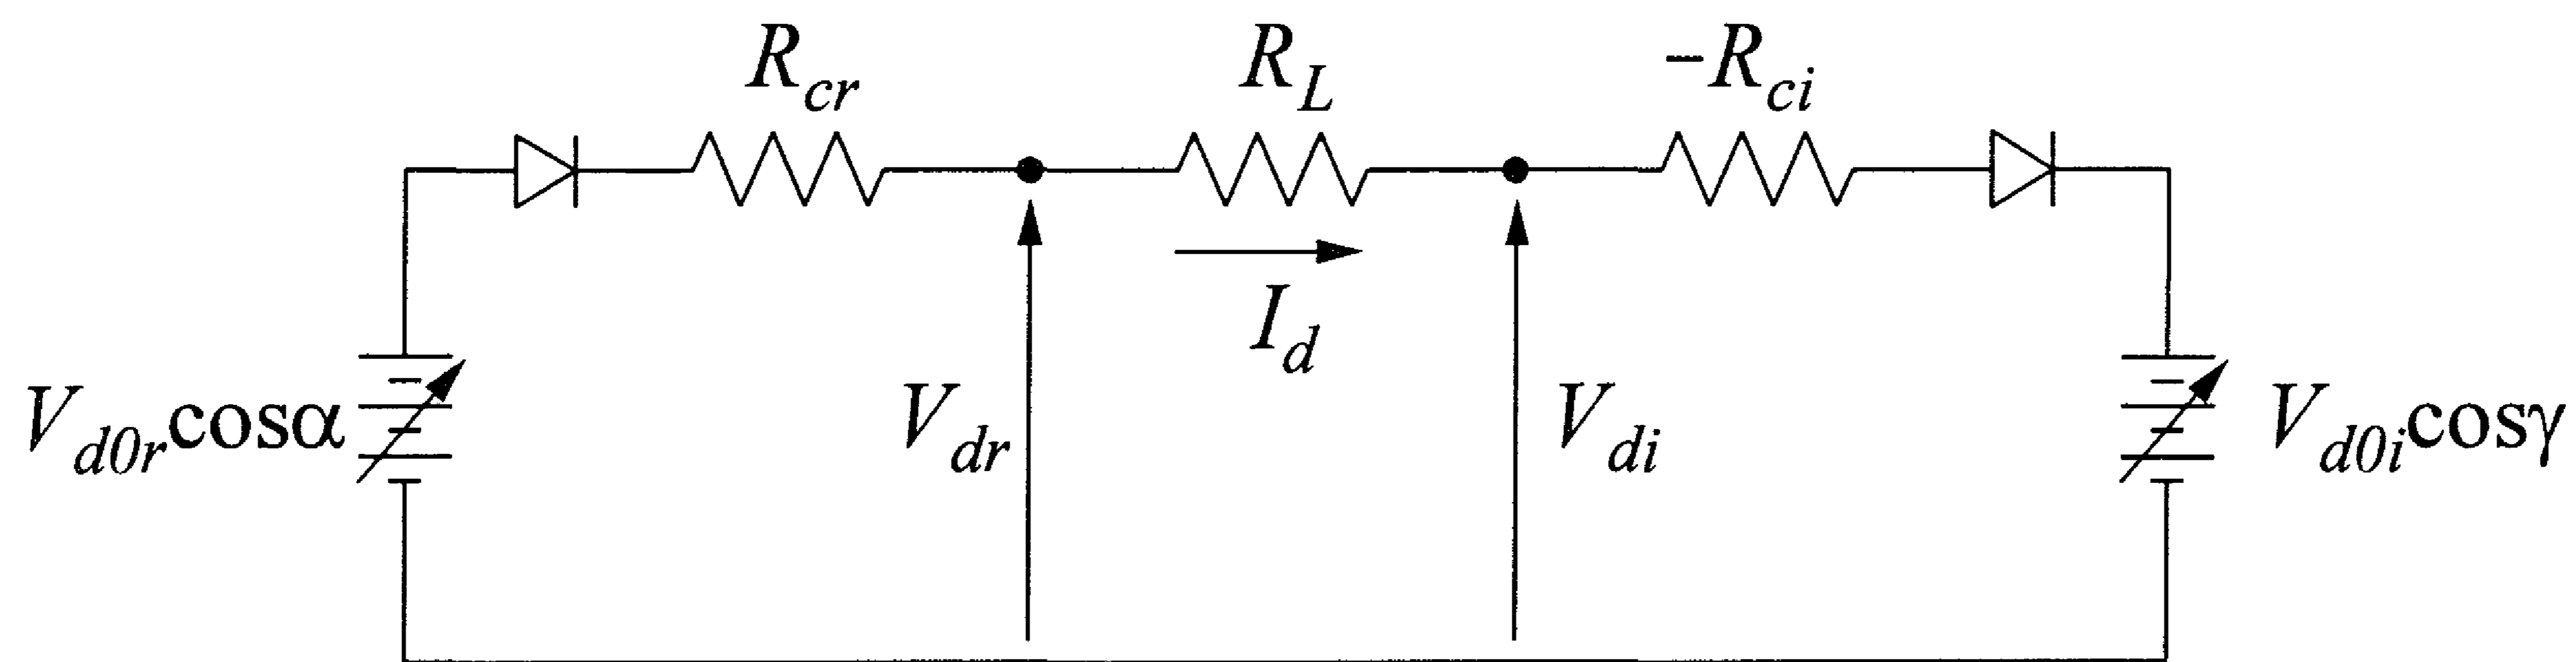 R_cr
R_L
-R_ci
I_d
V_d0r cosα
V_dr
V_di
V_d0i cosγ